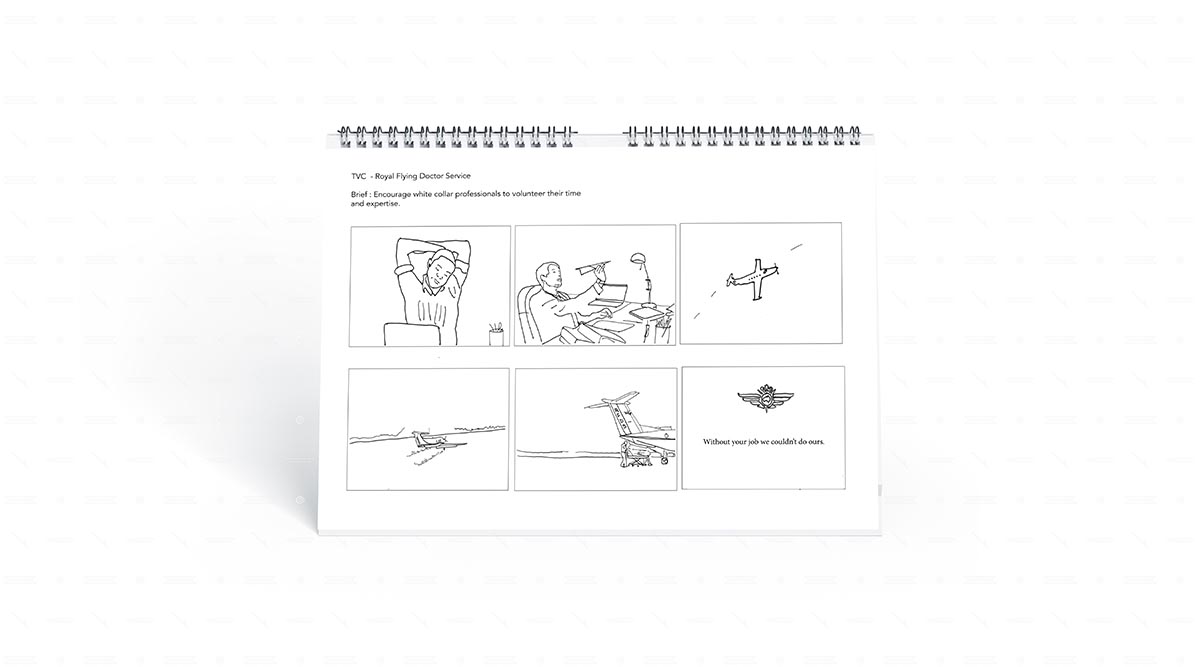 TVC - Royal Flying Doctor Service
Brief : Encourage white collar professionals to volunteer their time
and expertise.
Without your job we couldn't do ours.